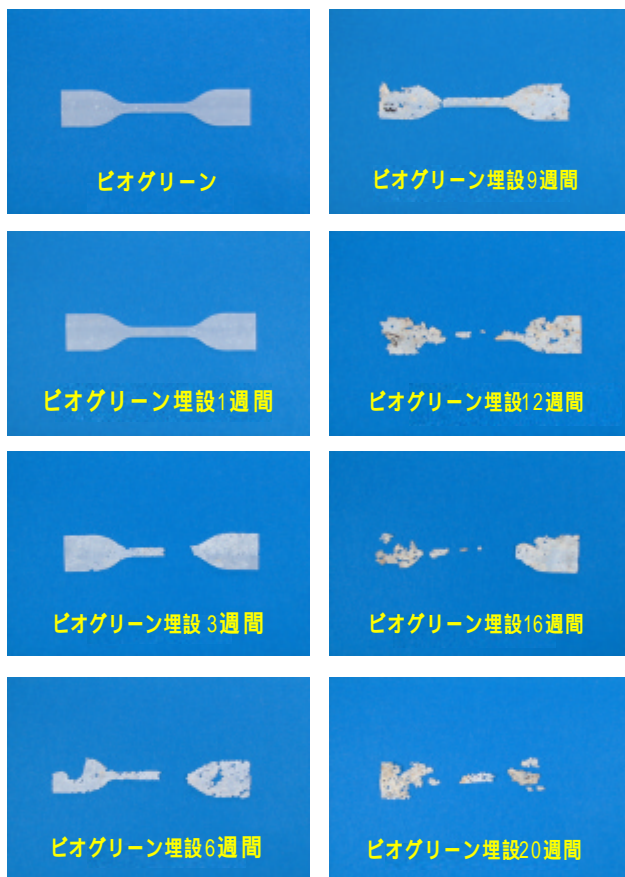 ビオグリーン
ビオグリーン埋設1週間
ビオグリーン埋設 3週間
ビオグリーン埋設6週間
ビオグリーン埋設9週間
ビオグリーン埋設12週間
ビオグリーン埋設16週間
ビオグリーン埋設20週間